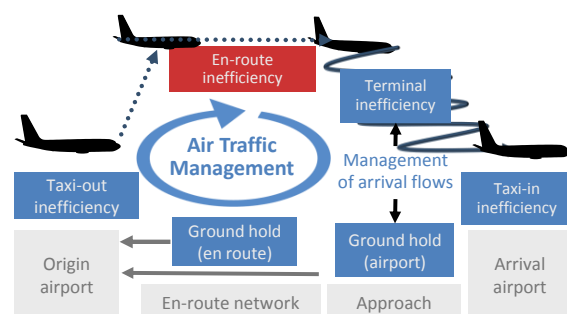 En-route
inefficiency
Terminal
inefficiency
Air Traffic
Management
Management
of arrival flows
Taxi-out
inefficiency
Taxi-in
inefficiency
Ground hold
(en route)
Ground hold
(airport)
Origin
airport
Arrival
airport
En-route network
Approach